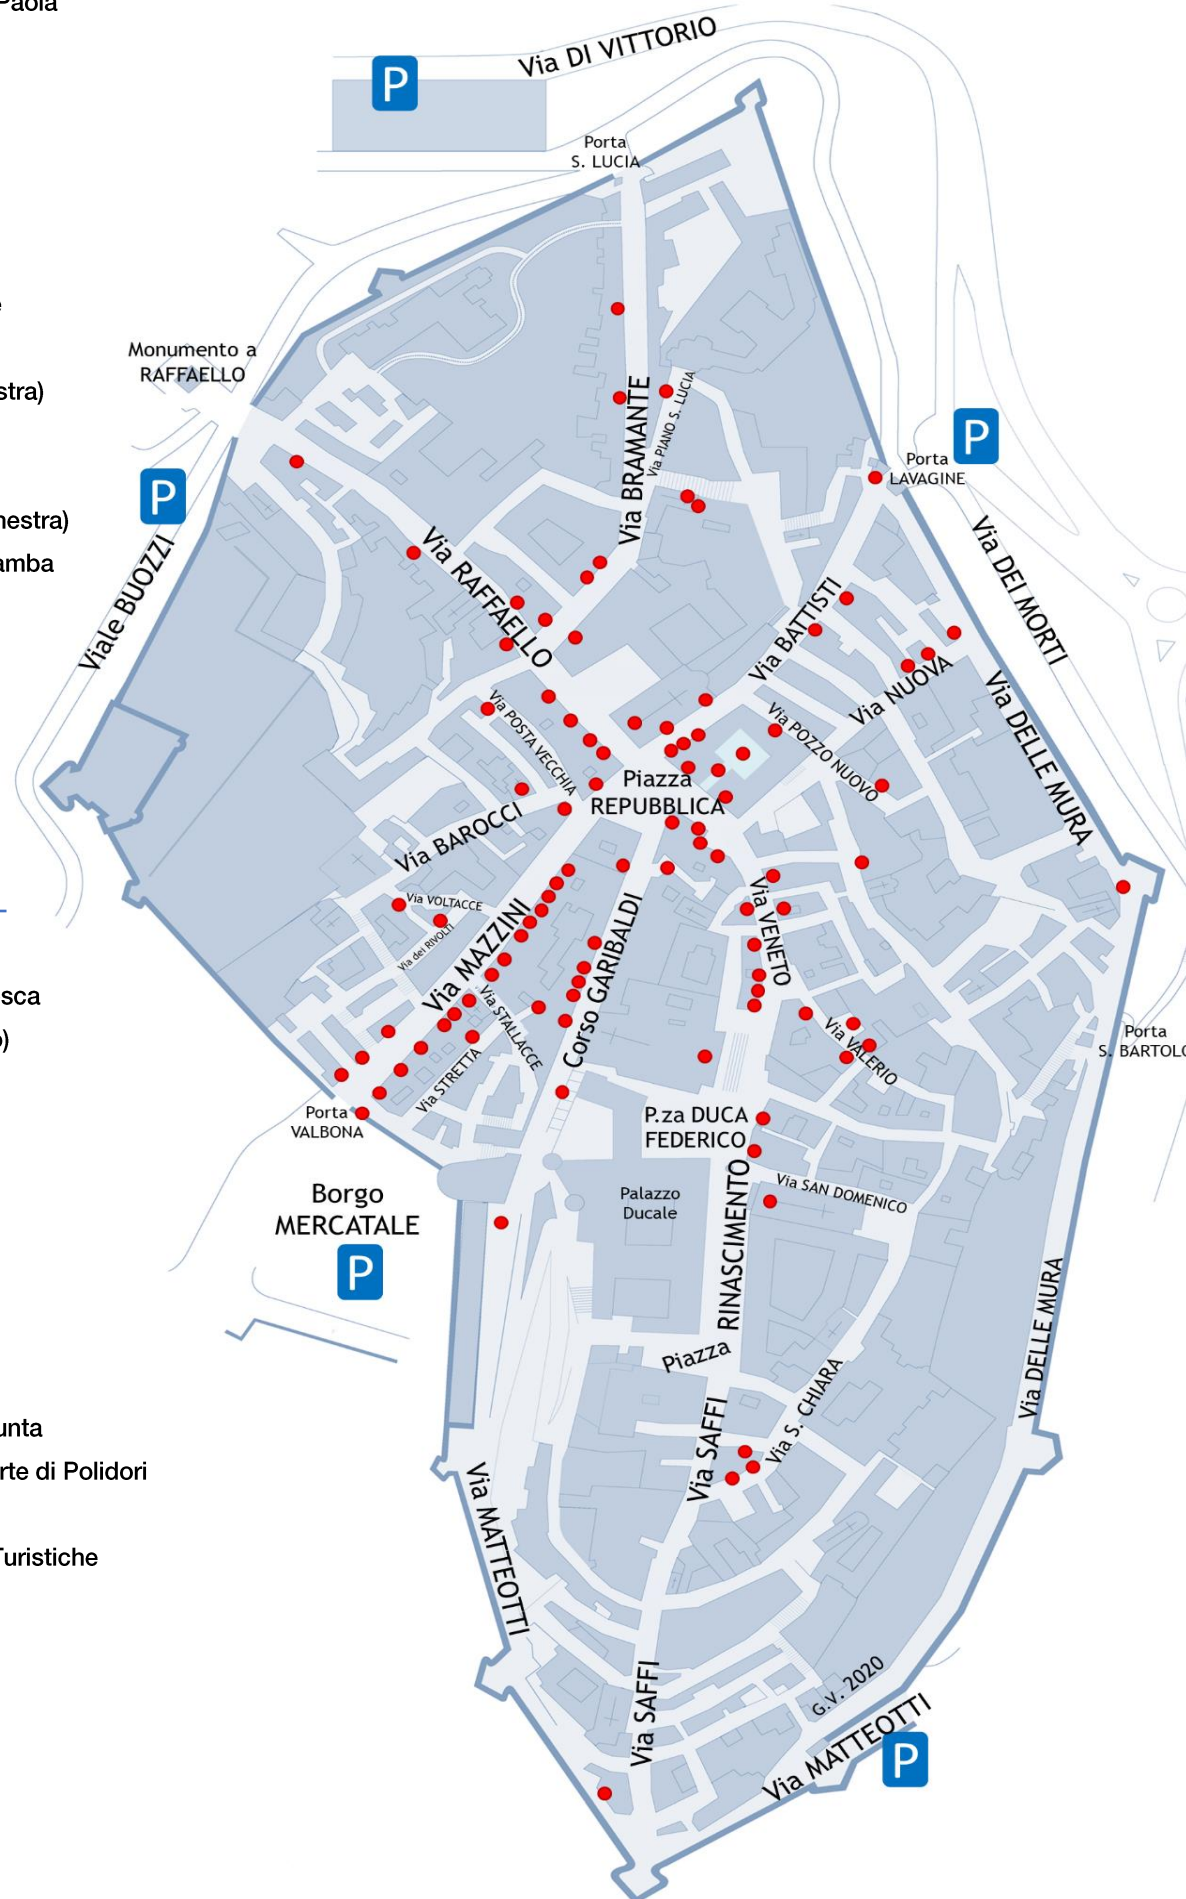 Paola
P
Via DI VITTORIO
Porta
S. LUCIA
Monumento a
RAFFAELLO
stra)
P
Porta
LAVAGINE
P
Via BRAMANTE
Via PIANO S. LUCIA
nestra)
amba
Viale BUOZZI
Via RAFFAELLO
Via BATTISTI
Via DEI MORTI
Via NUOVA
Via DELLE MURA
Via POSTA VECCHIA
Via POZZO NUOVO
Piazza
REPUBBLICA
Via BAROCCI
Via VOLTACCE
Via dei RIVOLTI
Via MAZZINI
Corso GARIBALDI
Via VENETO
sca
o)
Via STALLACCE
Via STRETTA
Via VALERIO
Porta
S. BARTOLO
Porta
VALBONA
P.za DUCA
FEDERICO
Borgo
MERCATALE
P
Palazzo
Ducale
Via SAN DOMENICO
RINASCIMENTO
Piazza
Via DELLE MURA
Via S. CHIARA
Via SAFFI
unta
rte di Polidori
Via MATTEOTTI
Turistiche
Via SAFFI
G.V. 2020
Via MATTEOTTI
P